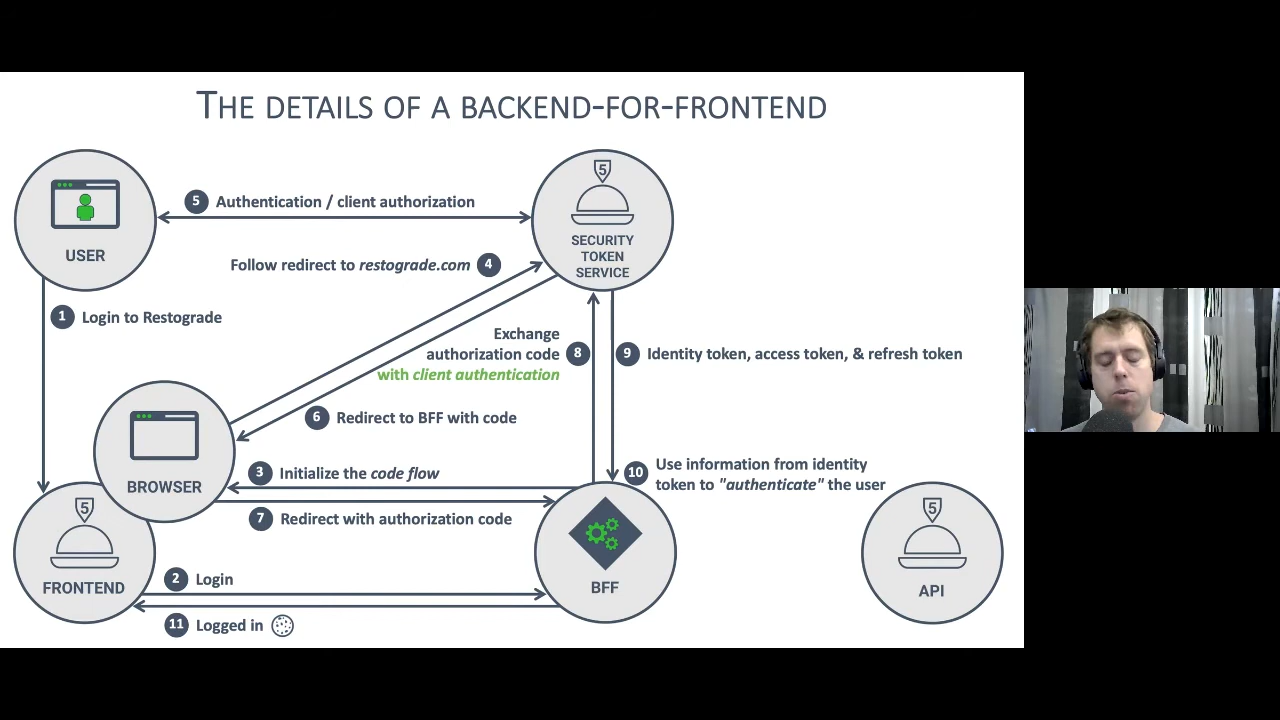 THE DETAILS OF A BACKEND-FOR-FRONTEND
5
USER
5 Authentication / client authorization
SECURITY
TOKEN
SERVICE
Follow redirect to restograde.com 4
1 Login to Restograde
Exchange
authorization code 8
with client authentication
9 Identity token, access token, & refresh token
6 Redirect to BFF with code
BROWSER
3 Initialize the code flow
10 Use information from identity
token to "authenticate" the user
7 Redirect with authorization code
5
FRONTEND
BFF
5
API
2 Login
11 Logged in